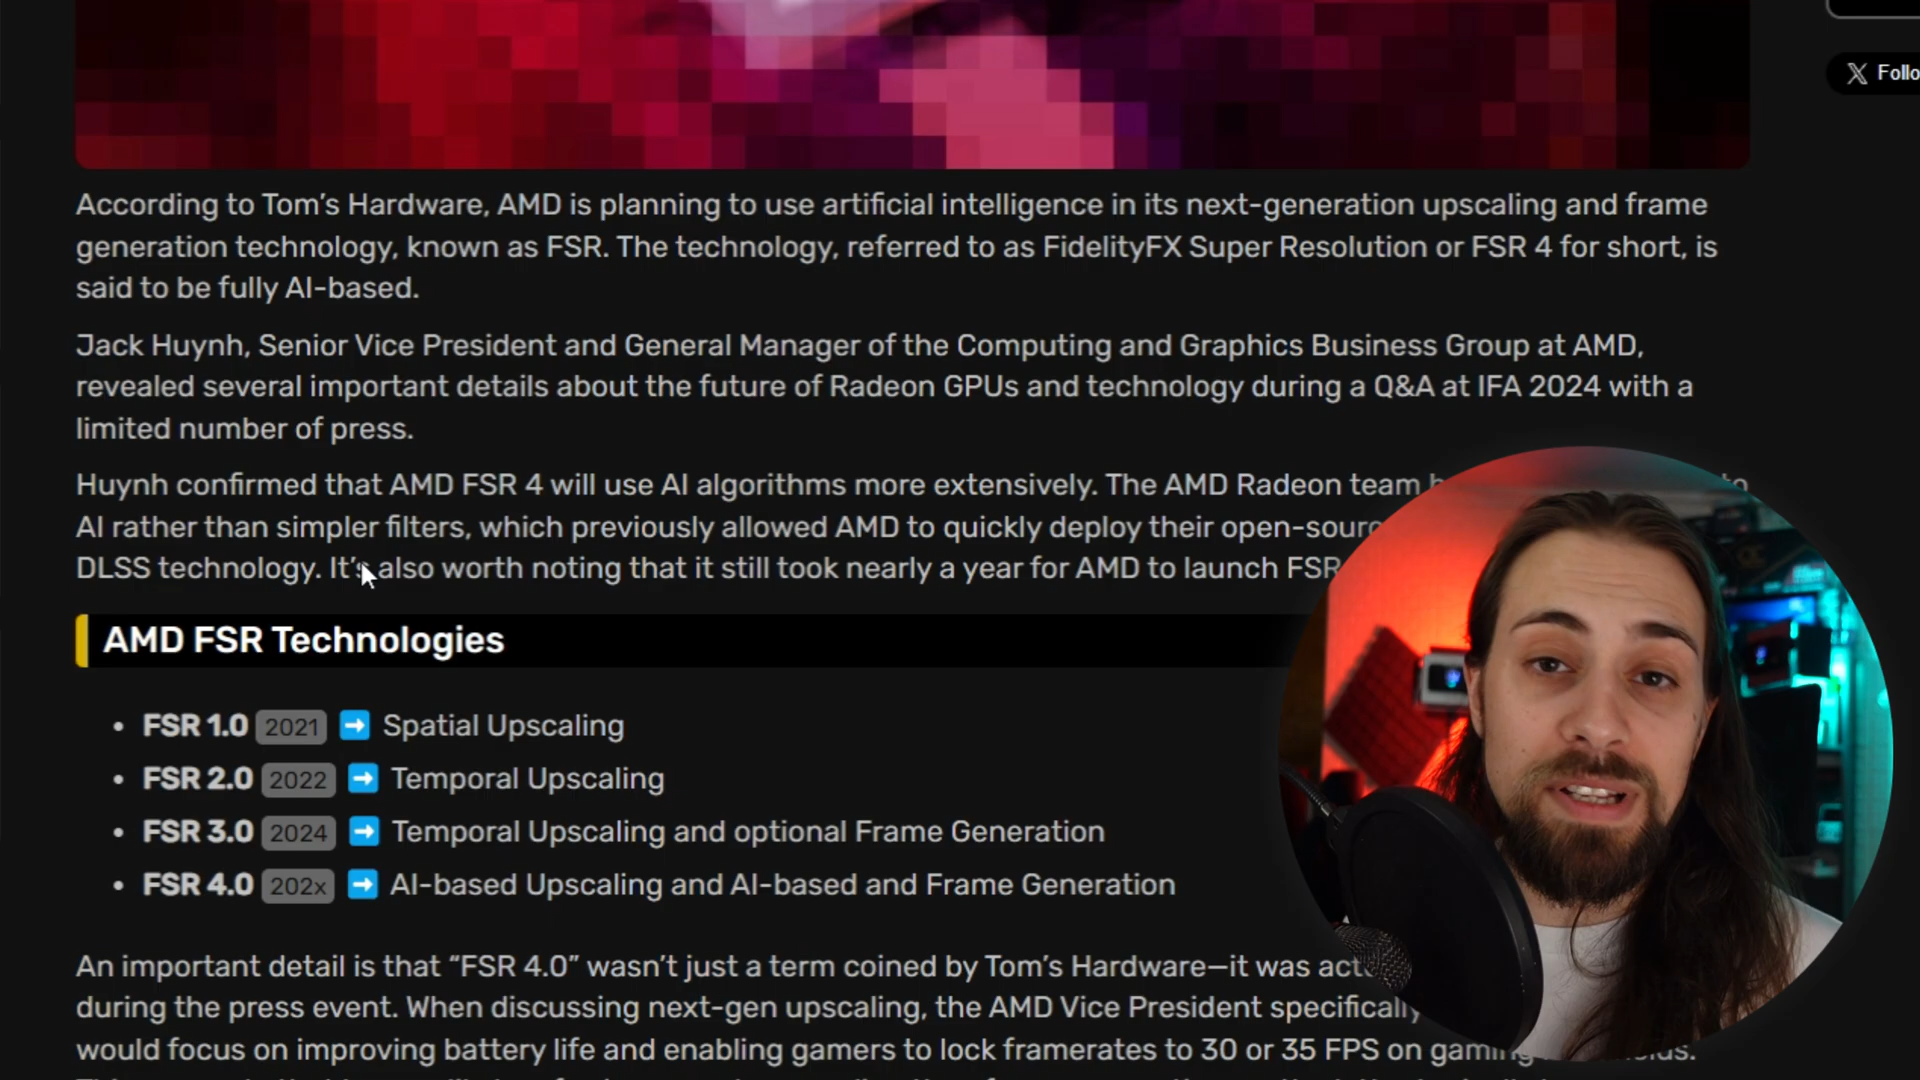 𝕏 Follo
According to Tom's Hardware, AMD is planning to use artificial intelligence in its next-generation upscaling and frame
generation technology, known as FSR. The technology, referred to as FidelityFX Super Resolution or FSR 4 for short, is
said to be fully AI-based.
Jack Huynh, Senior Vice President and General Manager of the Computing and Graphics Business Group at AMD,
revealed several important details about the future of Radeon GPUs and technology during a Q&A at IFA 2024 with a
limited number of press.
Huynh confirmed that AMD FSR 4 will use AI algorithms more extensively. The AMD Radeon team
AI rather than simpler filters, which previously allowed AMD to quickly deploy their
DLSS technology. It's also worth noting that it still took nearly a year for AMD to launch FSR
AMD FSR Technologies
• FSR 1.0 2021 ➡ Spatial Upscaling
• FSR 2.0 2022 ➡ Temporal Upscaling
• FSR 3.0 2024 ➡ Temporal Upscaling and optional Frame Generation
• FSR 4.0 202x ➡ AI-based Upscaling and AI-based and Frame Generation
An important detail is that “FSR 4.0” wasn't just a term coined by Tom's Hardware—it was
during the press event. When discussing next-gen upscaling, the AMD Vice President
would focus on improving battery life and enabling gamers to lock framerates to 30 or 35 FPS on gaming